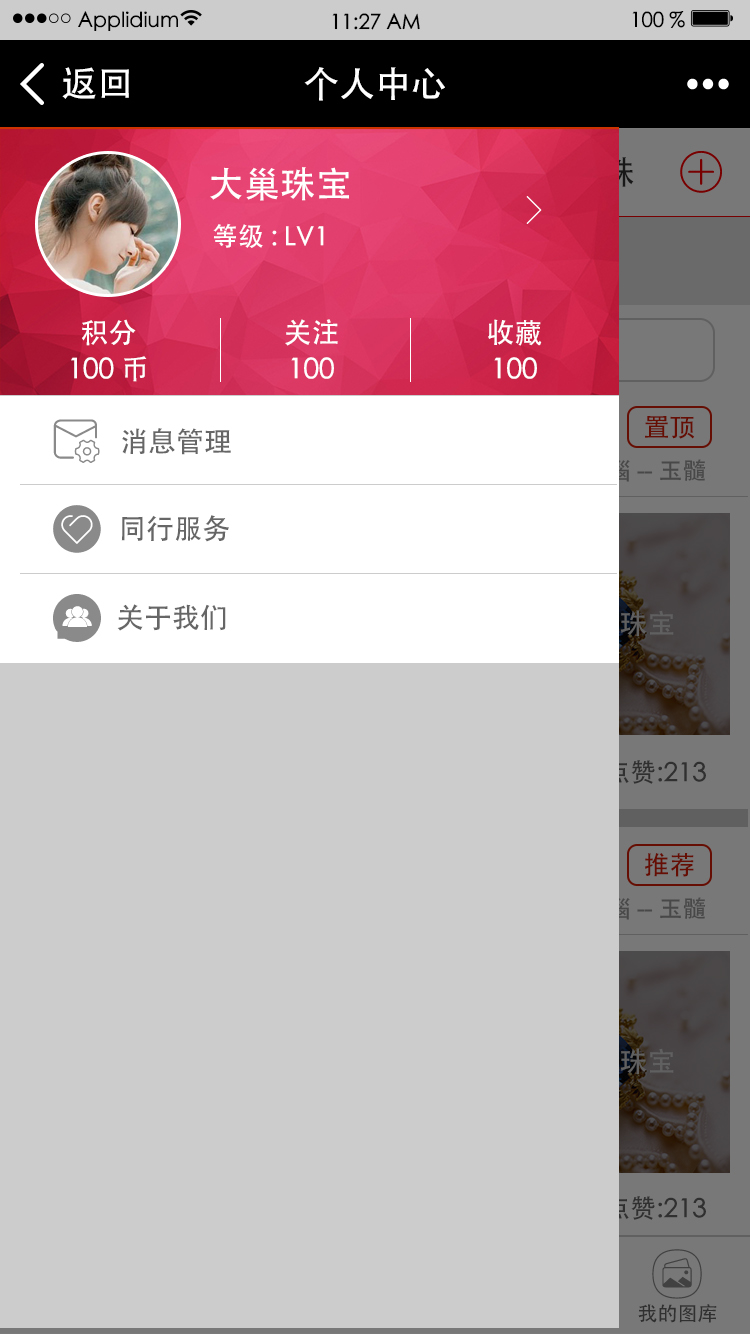 Applidium
11:27 AM
100 %
返回
个人中心
大巢珠宝
等级 : LV1
积分
100 币
关注
100
收藏
100
消息管理
同行服务
关于我们
珠
置顶
– 玉髓
珠宝
点赞:213
推荐
– 玉髓
珠宝
点赞:213
我的图库